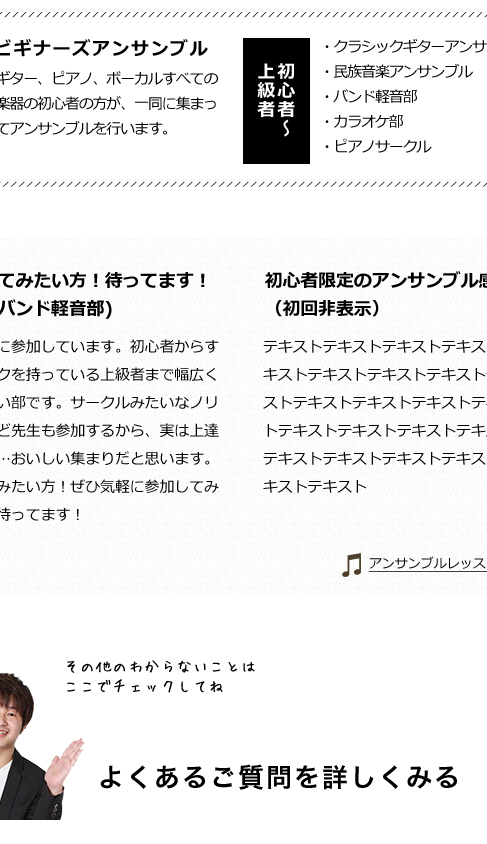 ビギナーズアンサンブル
ギター、ピアノ、ボーカルすべての
楽器の初心者の方が、一同に集まっ
てアンサンブルを行います。
初心者〜
上級者
・クラシックギターアンサ
・民族音楽アンサンブル
・バンド軽音部
・カラオケ部
・ピアノサークル
てみたい方！待ってます！
バンド軽音部)
に参加しています。初心者からす
クを持っている上級者まで幅広く
い部です。サークルみたいなノリ
ど先生も参加するから、実は上達
…おいしい集まりだと思います。
みたい方！ぜひ気軽に参加してみ
待ってます！
初心者限定のアンサンブル感
（初回非表示）
テキストテキストテキストテキス
キストテキストテキストテキスト
ストテキストテキストテキストテ
トテキストテキストテキストテキ
テキストテキストテキストテキス
キストテキスト
アンサンブルレッス
その他のわからないことは
ここでチェックしてね
よくあるご質問を詳しくみる